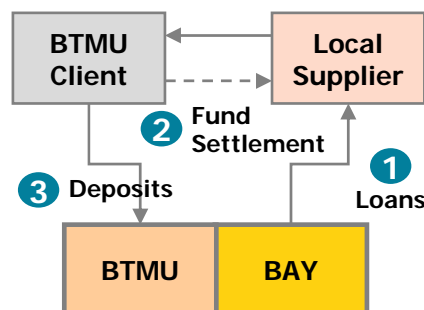 BTMU
Client
Local
Supplier
2
Fund
Settlement
1
Loans
3
Deposits
BTMU
BAY